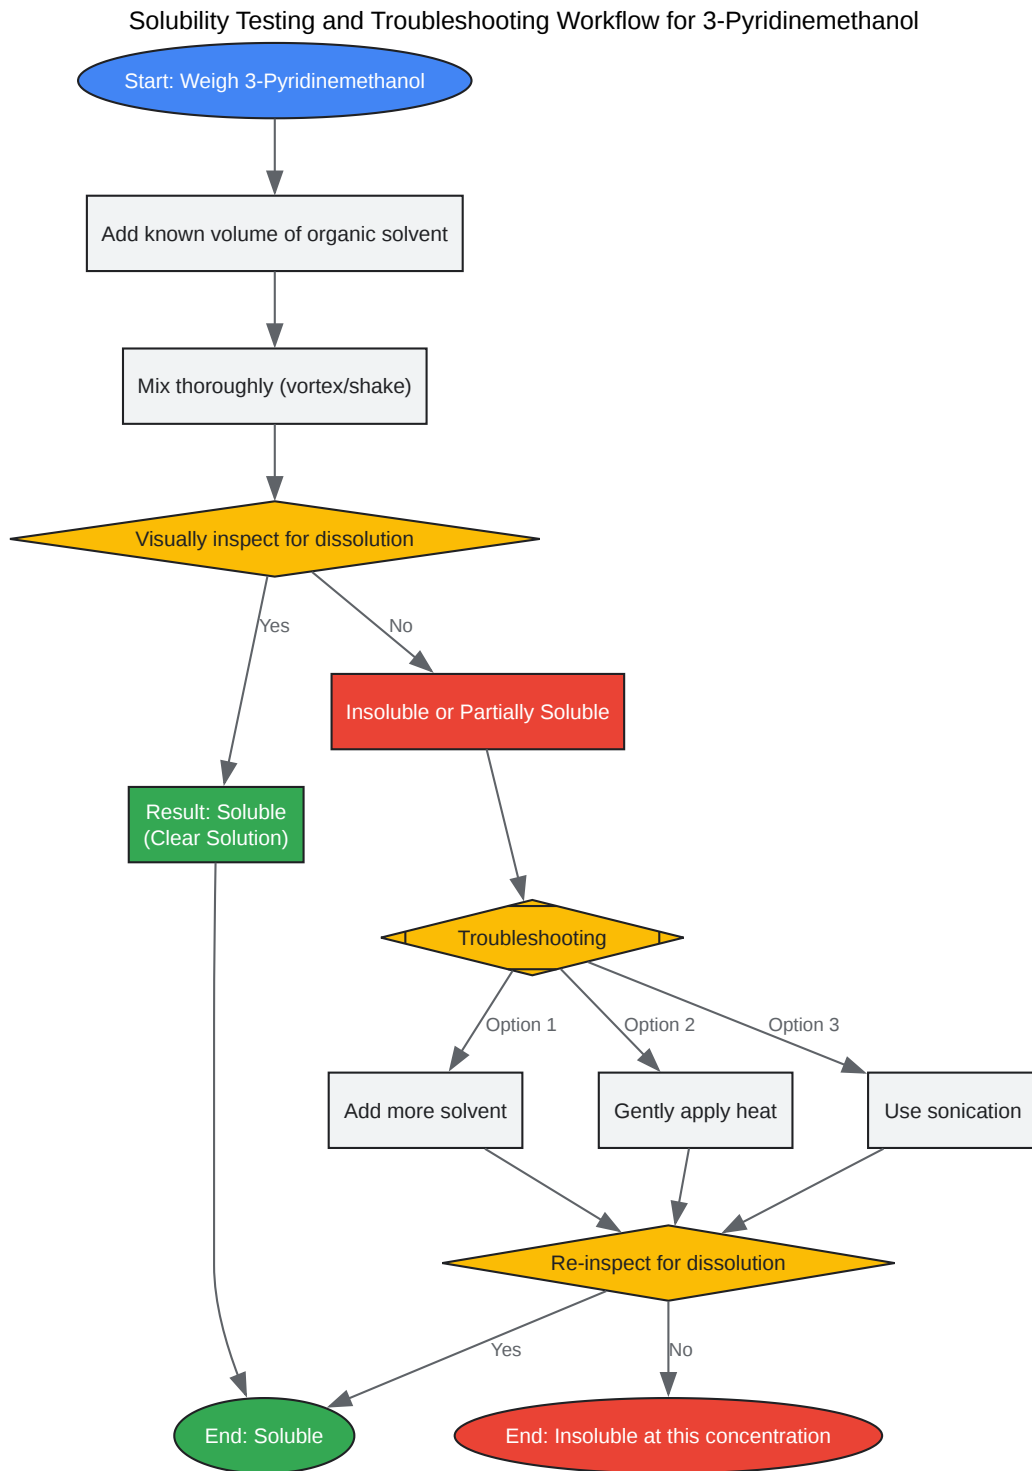 Solubility Testing and Troubleshooting Workflow for 3-Pyridinemethanol
Start: Weigh 3-Pyridinemethanol
Add known volume of organic solvent
Mix thoroughly (vortex/shake)
Visually inspect for dissolution
Yes
No
Insoluble or Partially Soluble
Result: Soluble
(Clear Solution)
Troubleshooting
Option 1
Option 2
Option 3
Add more solvent
Gently apply heat
Use sonication
Re-inspect for dissolution
Yes
No
End: Soluble
End: Insoluble at this concentration